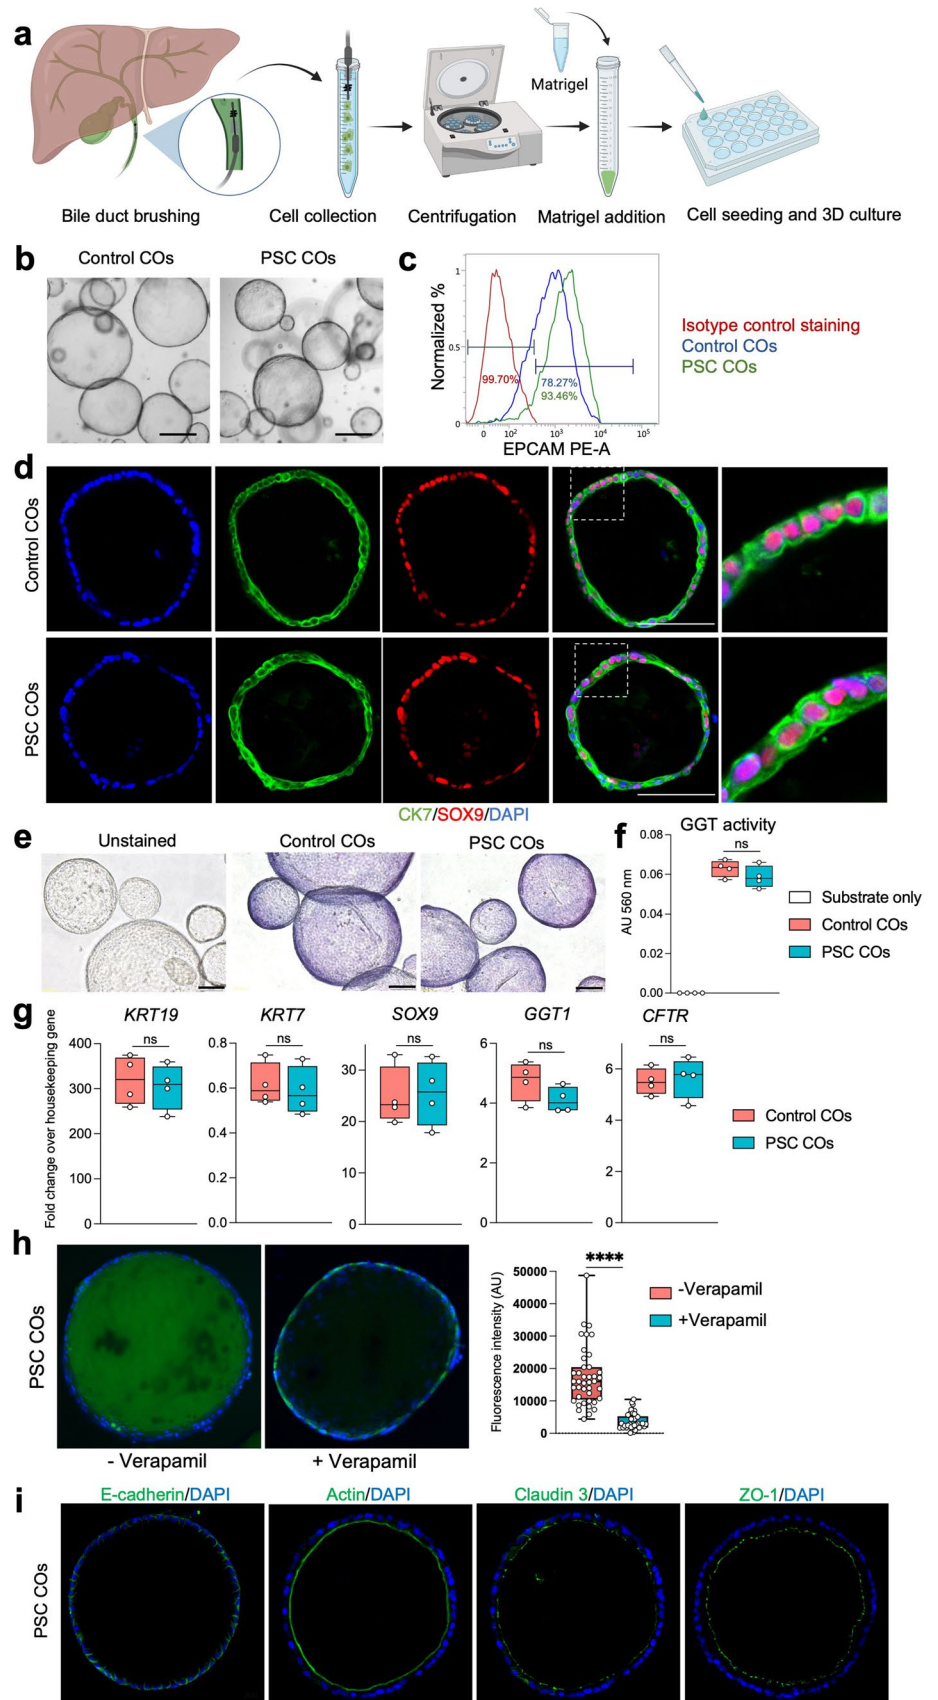 a
Matrigel
Bile duct brushing
Cell collection
Centrifugation
Matrigel addition
Cell seeding and 3D culture
b
Control COs
PSC COs
c
Normalized %
1
0.5
0
99.70%
78.27%
93.46%
0
10²
10³
10⁴
10⁵
EPCAM PE-A
Isotype control staining
Control COs
PSC COs
d
Control COs
PSC COs
CK7/SOX9/DAPI
e
Unstained
Control COs
PSC COs
f
GGT activity
AU 560 nm
0.08
0.06
0.04
0.02
0.00
ns
Substrate only
Control COs
PSC COs
g
Fold change over housekeeping gene
KRT19
400
300
200
100
0
ns
KRT7
0.8
0.6
0.4
0.2
0.0
ns
SOX9
30
20
10
0
ns
GGT1
6
4
2
0
ns
CFTR
6
4
2
0
ns
Control COs
PSC COs
h
PSC COs
- Verapamil
+ Verapamil
Fluorescence intensity (AU)
50000
40000
30000
20000
10000
0
****
-Verapamil
+Verapamil
i
PSC COs
E-cadherin/DAPI
Actin/DAPI
Claudin 3/DAPI
ZO-1/DAPI